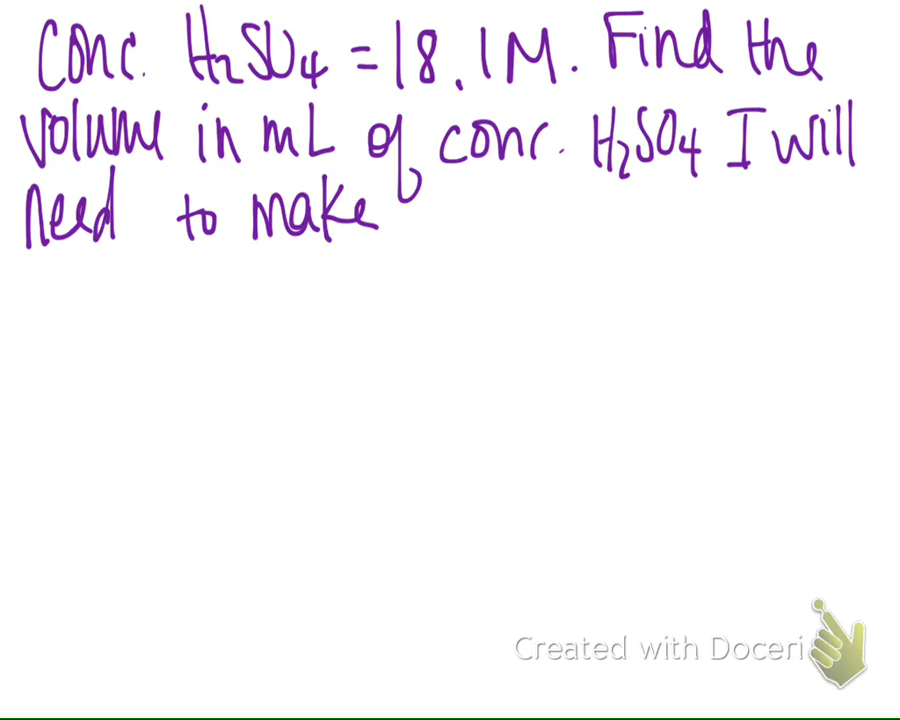 Conc. H2SO4 = 18.1M. Find the
volume in mL of conc. H2SO4 I will
need to make
Created with Doceri